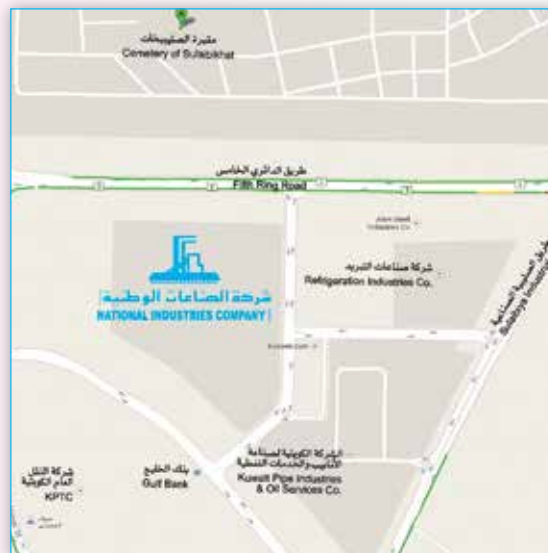 مقبرة الصليبيخات
Cemetery of Sulaibikhat
طريق الدائري الخامس
Fifth Ring Road
شركة الصناعات الوطنية
NATIONAL INDUSTRIES COMPANY
شركة صناعات التبريد
Refrigeration Industries Co.
بنك الخليج
Gulf Bank
الشركة الكويتية لصناعة
الأنابيب والخدمات النفطية
Kuwait Pipe Industries
& Oil Services Co.
شركة النقل
العام الكويتية
KPTC